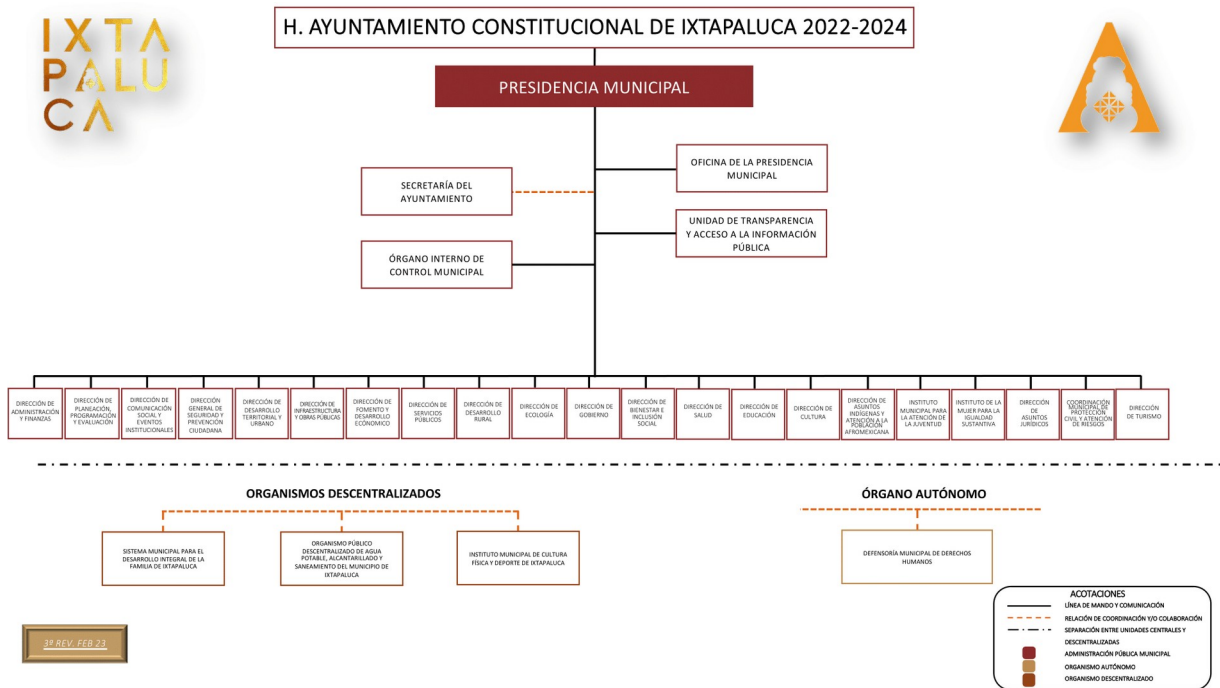 IXTA
PALU
CA
H. AYUNTAMIENTO CONSTITUCIONAL DE IXTAPALUCA 2022-2024
PRESIDENCIA MUNICIPAL
SECRETARÍA DEL
AYUNTAMIENTO
OFICINA DE LA PRESIDENCIA
MUNICIPAL
UNIDAD DE TRANSPARENCIA
Y ACCESO A LA INFORMACIÓN
PÚBLICA
ÓRGANO INTERNO DE
CONTROL MUNICIPAL
DIRECCIÓN DE
ADMINISTRACIÓN
Y FINANZAS
DIRECCIÓN DE
PLANEACIÓN,
PROGRAMACIÓN
Y EVALUACIÓN
DIRECCIÓN DE
COMUNICACIÓN
SOCIAL Y
EVENTOS
INSTITUCIONALES
DIRECCIÓN
GENERAL DE
SEGURIDAD Y
PREVENCIÓN
CIUDADANA
DIRECCIÓN DE
DESARROLLO
TERRITORIAL Y
URBANO
DIRECCIÓN DE
INFRAESTRUCTURA
Y OBRAS PÚBLICAS
DIRECCIÓN DE
FOMENTO Y
DESARROLLO
ECONÓMICO
DIRECCIÓN DE
SERVICIOS
PÚBLICOS
DIRECCIÓN DE
DESARROLLO
RURAL
DIRECCIÓN DE
ECOLOGÍA
DIRECCIÓN DE
GOBIERNO
DIRECCIÓN DE
BIENESTAR E
INCLUSIÓN
SOCIAL
DIRECCIÓN DE
SALUD
DIRECCIÓN DE
EDUCACIÓN
DIRECCIÓN DE
CULTURA
DIRECCIÓN DE
ASUNTOS
INDÍGENAS Y
ATENCIÓN A LA
POBLACIÓN
AFROMEXICANA
INSTITUTO
MUNICIPAL PARA
LA ATENCIÓN DE
LA JUVENTUD
INSTITUTO DE LA
MUJER PARA LA
IGUALDAD
SUSTANTIVA
DIRECCIÓN
DE
ASUNTOS
JURÍDICOS
COORDINACIÓN
MUNICIPAL DE
PROTECCIÓN
CIVIL Y ATENCIÓN
DE RIESGOS
DIRECCIÓN
DE TURISMO
ORGANISMOS DESCENTRALIZADOS
SISTEMA MUNICIPAL PARA EL
DESARROLLO INTEGRAL DE LA
FAMILIA DE IXTAPALUCA
ORGANISMO PÚBLICO
DESCENTRALIZADO DE AGUA
POTABLE, ALCANTARILLADO Y
SANEAMIENTO DEL MUNICIPIO DE
IXTAPALUCA
INSTITUTO MUNICIPAL DE CULTURA
FÍSICA Y DEPORTE DE IXTAPALUCA
ÓRGANO AUTÓNOMO
DEFENSORÍA MUNICIPAL DE DERECHOS
HUMANOS
3ª REV. FEB 23
ACOTACIONES
LÍNEA DE MANDO Y COMUNICACIÓN
RELACIÓN DE COORDINACIÓN Y/O COLABORACIÓN
SEPARACIÓN ENTRE UNIDADES CENTRALES Y
DESCENTRALIZADAS
ADMINISTRACIÓN PÚBLICA MUNICIPAL
ORGANISMO AUTÓNOMO
ORGANISMO DESCENTRALIZADO